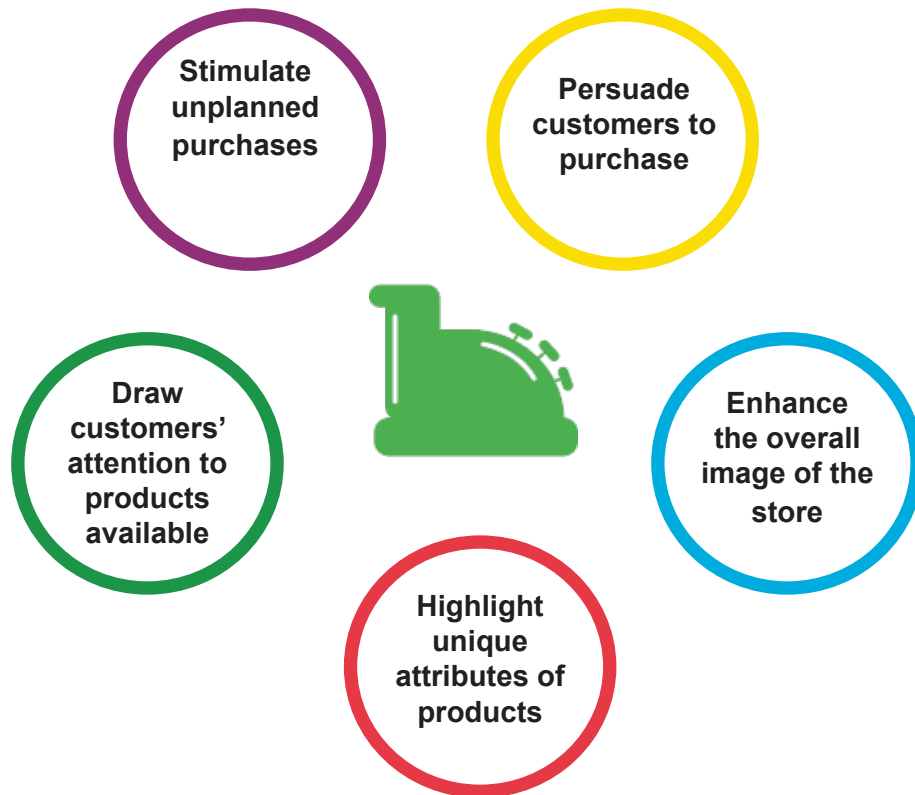 Stimulate
unplanned
purchases
Persuade
customers to
purchase
Draw
customers’
attention to
products
available
Enhance
the overall
image of the
store
Highlight
unique
attributes of
products